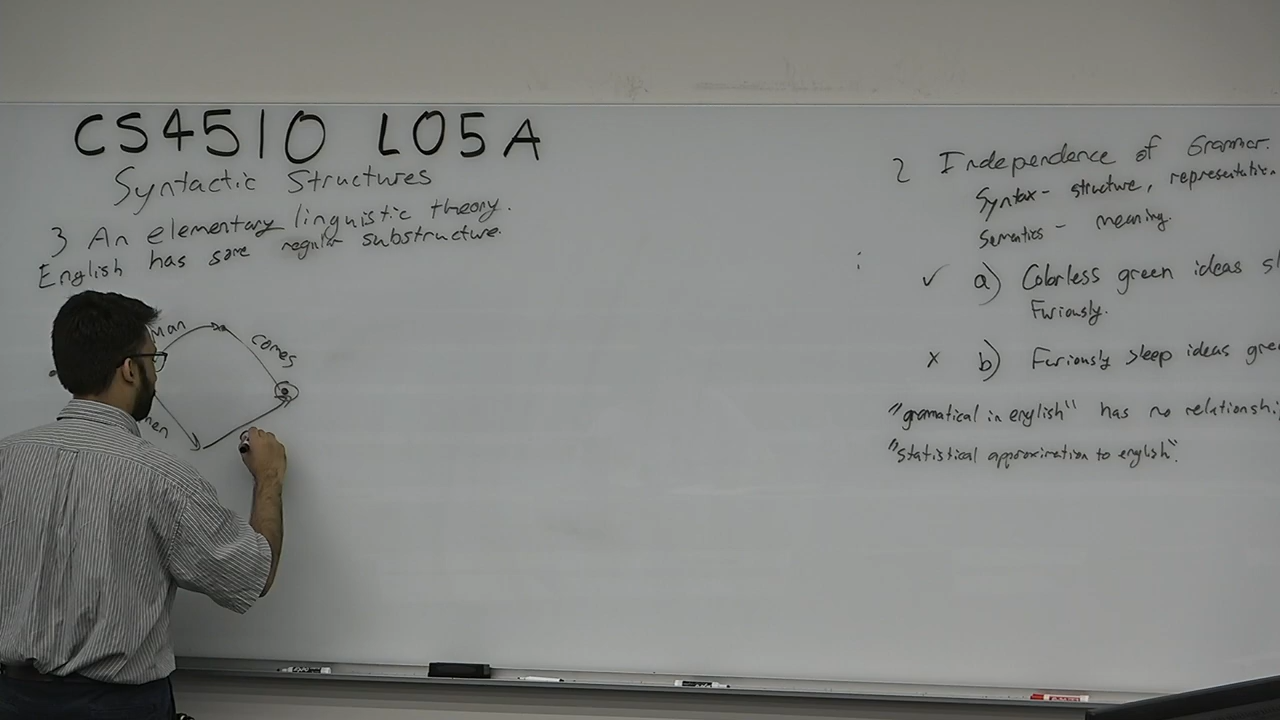 CS4510 L05A
Syntactic Structures
3 An elementary linguistic theory.
English has some regular substructure.
man
comes
2 Independence of Grammar.
Syntax - structure, representation
Semantics - meaning.
✓ a) Colorless green ideas
Furiously.
x b) Furiously sleep ideas
"gramatical in english" has no
"statistical approximation to english".